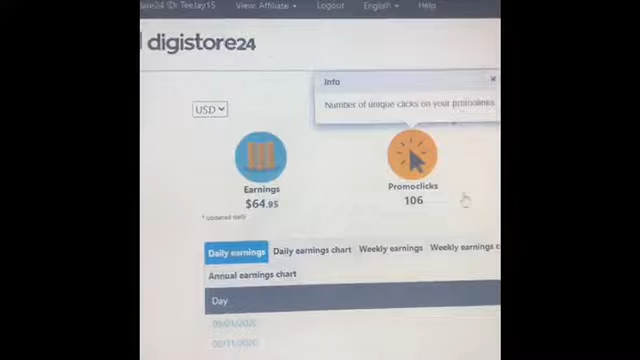 TeeJay15 View: Affiliate Logout English Help
digistore24
Info
Number of unique clicks on your promolinks
USD
Earnings
$64.95
* Updated daily
Promoclicks
106
Daily earnings Daily earnings chart Weekly earnings Weekly earnings c
Annual earnings chart
Day